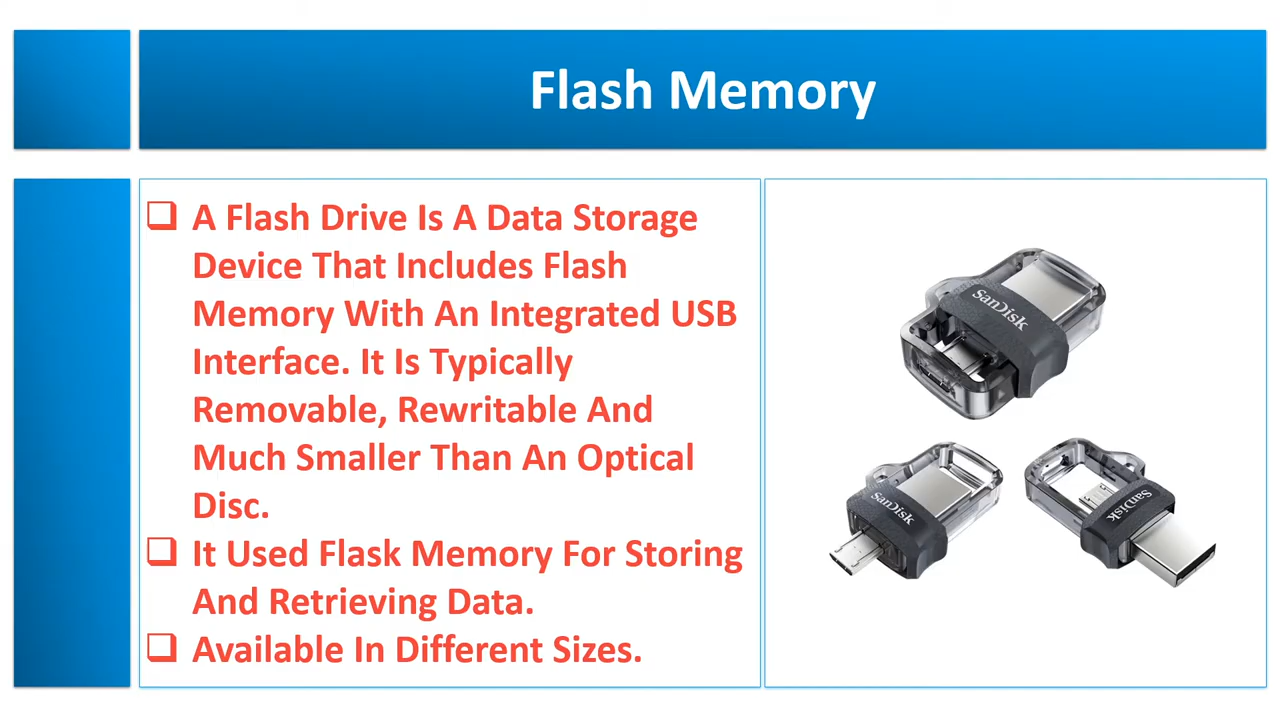 Flash Memory
A Flash Drive Is A Data Storage
Device That Includes Flash
Memory With An Integrated USB
Interface. It Is Typically
Removable, Rewritable And
Much Smaller Than An Optical
Disc.
It Used Flask Memory For Storing
And Retrieving Data.
Available In Different Sizes.
SanDisk
SanDisk
SanDisk